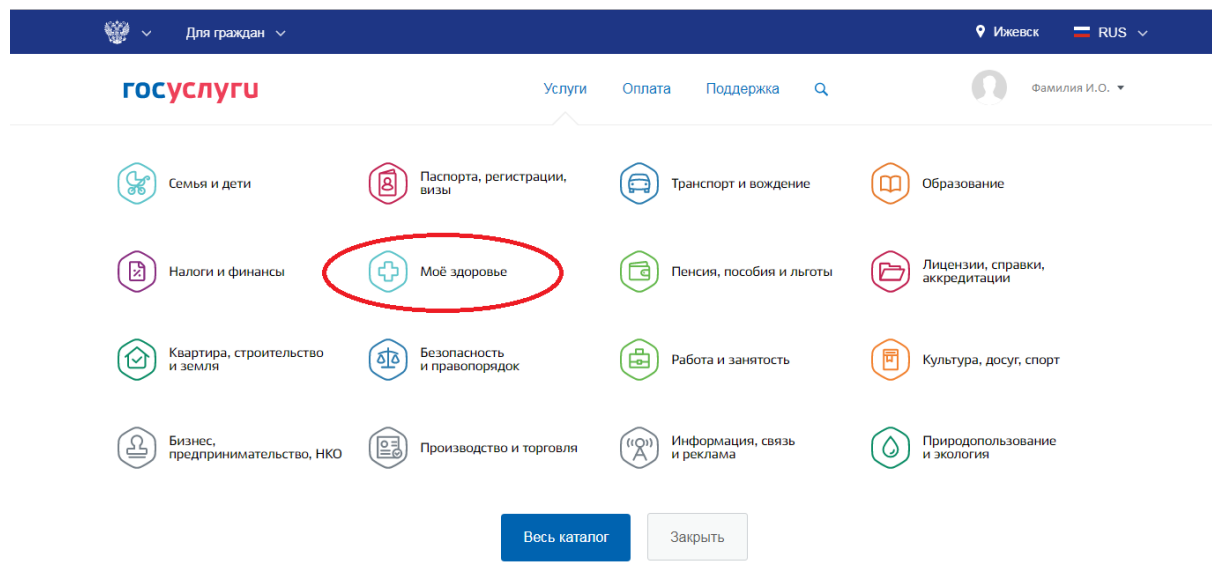 Для граждан
Ижевск
RUS
госуслуги
Услуги
Оплата
Поддержка
Фамилия И.О.
Семья и дети
Паспорта, регистрации,
визы
Транспорт и вождение
Образование
Налоги и финансы
Моё здоровье
Пенсия, пособия и льготы
Лицензии, справки,
аккредитации
Квартира, строительство
и земля
Безопасность
и правопорядок
Работа и занятость
Культура, досуг, спорт
Бизнес,
предпринимательство, НКО
Производство и торговля
Информация, связь
и реклама
Природопользование
и экология
Весь каталог
Закрыть